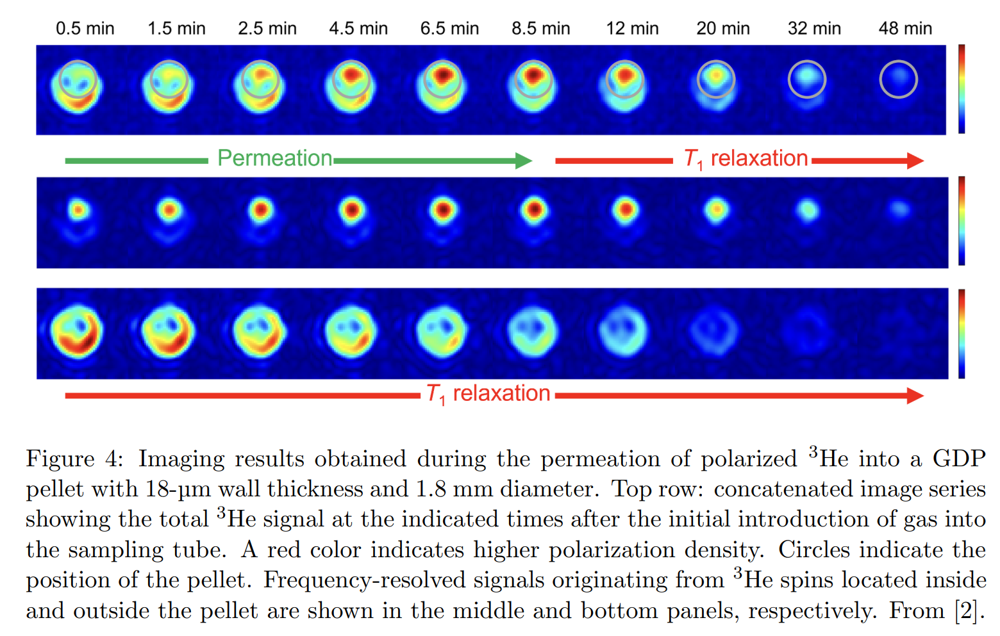 0.5 min 1.5 min 2.5 min 4.5 min 6.5 min 8.5 min 12 min 20 min 32 min 48 min
Permeation T1 relaxation
T1 relaxation
Figure 4: Imaging results obtained during the permeation of polarized ³He into a GDP
pellet with 18-µm wall thickness and 1.8 mm diameter. Top row: concatenated image series
showing the total ³He signal at the indicated times after the initial introduction of gas into
the sampling tube. A red color indicates higher polarization density. Circles indicate the
position of the pellet. Frequency-resolved signals originating from ³He spins located inside
and outside the pellet are shown in the middle and bottom panels, respectively. From [2].